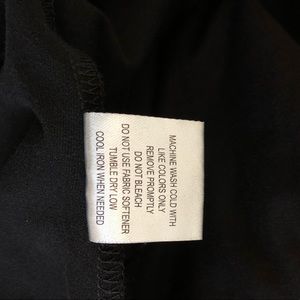 MACHINE WASH COLD WITH
LIKE COLORS ONLY
REMOVE PROMPTLY
DO NOT BLEACH
DO NOT USE FABRIC SOFTENER
TUMBLE DRY LOW
COOL IRON WHEN NEEDED